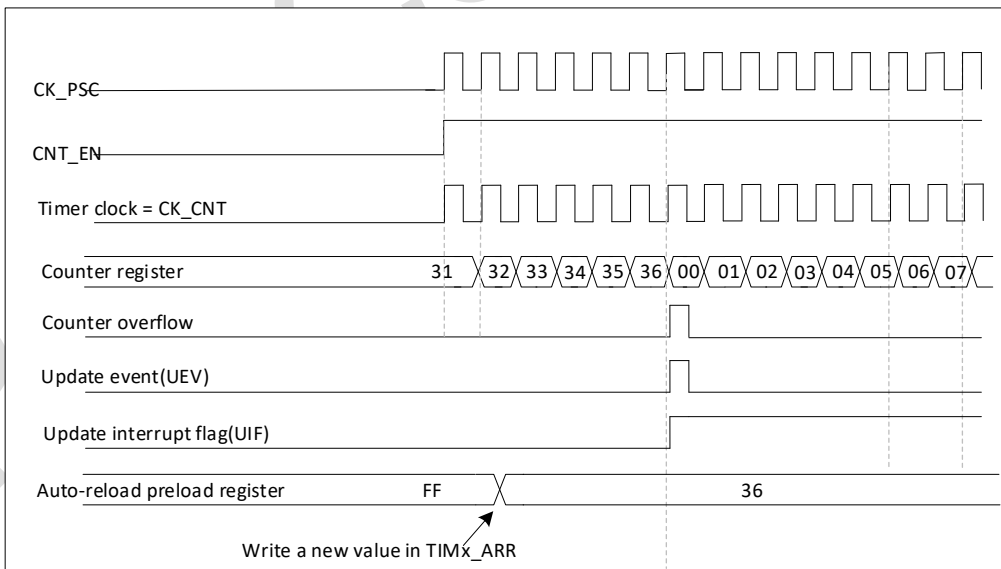 CK_PSC
CNT_EN
Timer clock = CK_CNT
Counter register 31 32 33 34 35 36 00 01 02 03 04 05 06 07
Counter overflow
Update event(UEV)
Update interrupt flag(UIF)
Auto-reload preload register FF 36
Write a new value in TIMx_ARR